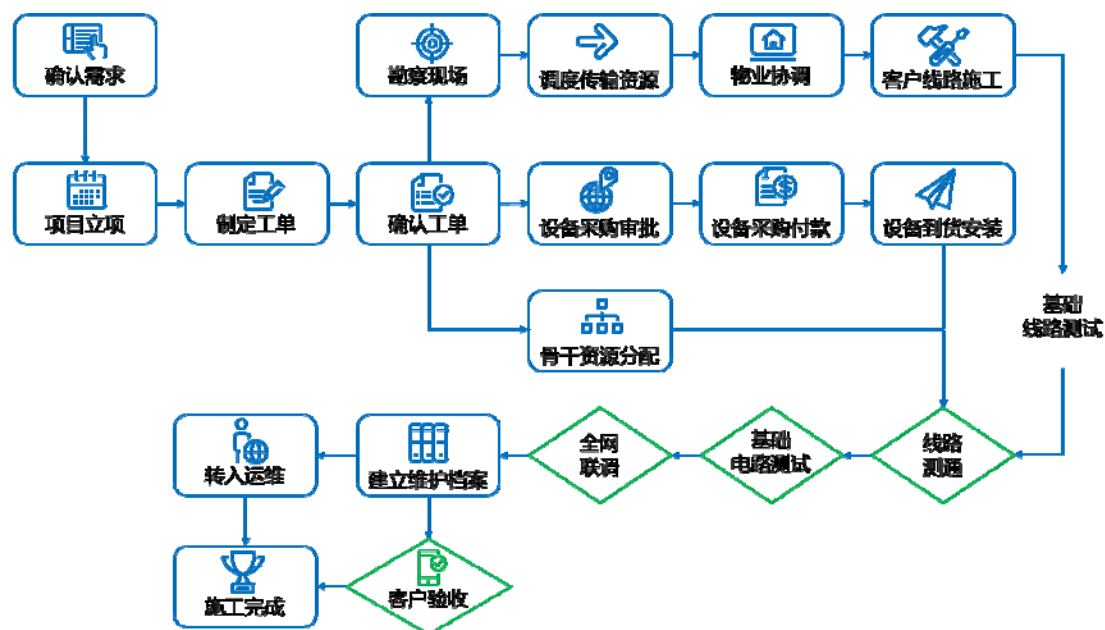 确认需求
勘察现场
调度传输资源
物业协调
客户线路施工
项目立项
制定工单
确认工单
设备采购审批
设备采购付款
设备到货安装
骨干资源分配
基础
线路测试
转入运维
建立维护档案
全网
联调
基础
电路测试
线路
测通
施工完成
客户验收